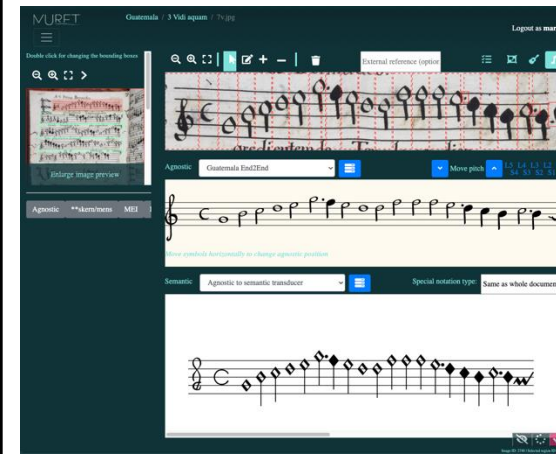 MURET
Guatemala / 3 Vidi aquam / 7v.jpg
Logout as mar
Double click for changing the bounding boxes
External reference (option
Enlarge image preview
Agnostic
Guatemala End2End
Move pitch
L5 L4 L3 L2
S4 S3 S2 S1
Agnostic **skern/mens MEI
Move symbols horizontally to change agnostic position
Semantic
Agnostic to semantic transducer
Special notation type:
Same as whole documen